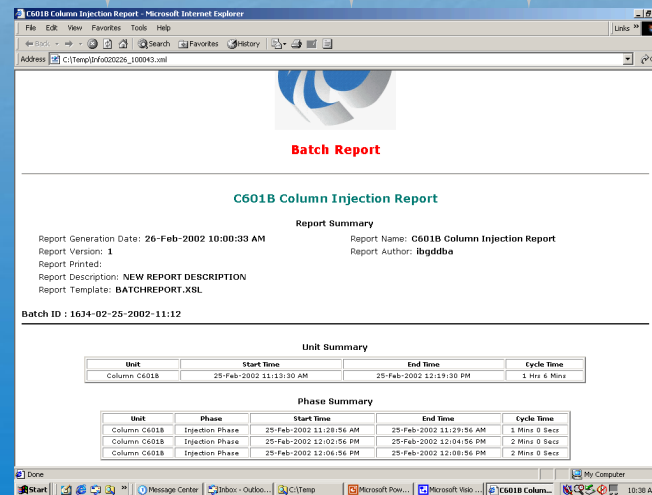 C601B Column Injection Report - Microsoft Internet Explorer
File Edit View Favorites Tools Help
Links »
Back Search Favorites History
Address C:\Temp\Info020226_100043.xml
Batch Report
C601B Column Injection Report
Report Summary
Report Generation Date: 26-Feb-2002 10:00:33 AM Report Name: C601B Column Injection Report
Report Version: 1 Report Author: ibgddba
Report Printed:
Report Description: NEW REPORT DESCRIPTION
Report Template: BATCHREPORT.XSL
Batch ID : 16J4-02-25-2002-11:12
Unit Summary
Unit Start Time End Time Cycle Time
Column C601B 25-Feb-2002 11:13:30 AM 25-Feb-2002 12:19:30 PM 1 Hrs 6 Mins
Phase Summary
Unit Phase Start Time End Time Cycle Time
Column C601B Injection Phase 25-Feb-2002 11:28:56 AM 25-Feb-2002 11:29:56 AM 1 Mins 0 Secs
Column C601B Injection Phase 25-Feb-2002 12:02:56 PM 25-Feb-2002 12:04:56 PM 2 Mins 0 Secs
Column C601B Injection Phase 25-Feb-2002 12:06:56 PM 25-Feb-2002 12:08:56 PM 2 Mins 0 Secs
Done My Computer
Start » Message Center Inbox - Outloo... C:\Temp Microsoft Pow... Microsoft Visio ... C601B Colum... 10:38 A